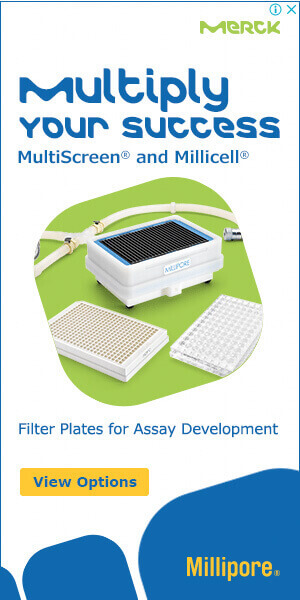 MERCK
Multiply
your success
MultiScreen® and Millicell®
MILLIPORE
Filter Plates for Assay Development
View Options
Millipore®